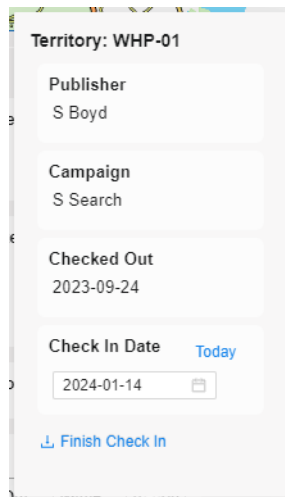 Territory: WHP-01
Publisher
S Boyd
Campaign
S Search
Checked Out
2023-09-24
Check In Date
Today
2024-01-14
Finish Check In